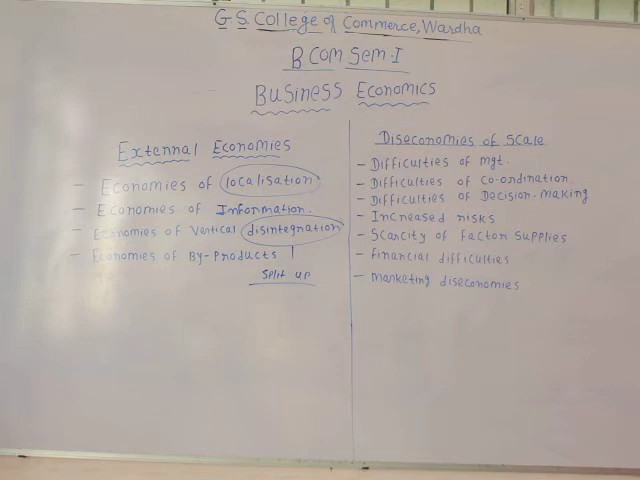 G.S. College of Commerce, Wardha
B Com Sem-I
Business Economics
External Economies
- Economies of localisation
- Economies of Information.
- Economies of Vertical disintegration
- Economies of By-Products
Split up
Diseconomies of Scale
- Difficulties of mgt.
- Difficulties of co-ordination
- Difficulties of Decision-making
- Increased risks
- Scarcity of Factor Supplies
- Financial difficulties
- Marketing diseconomies